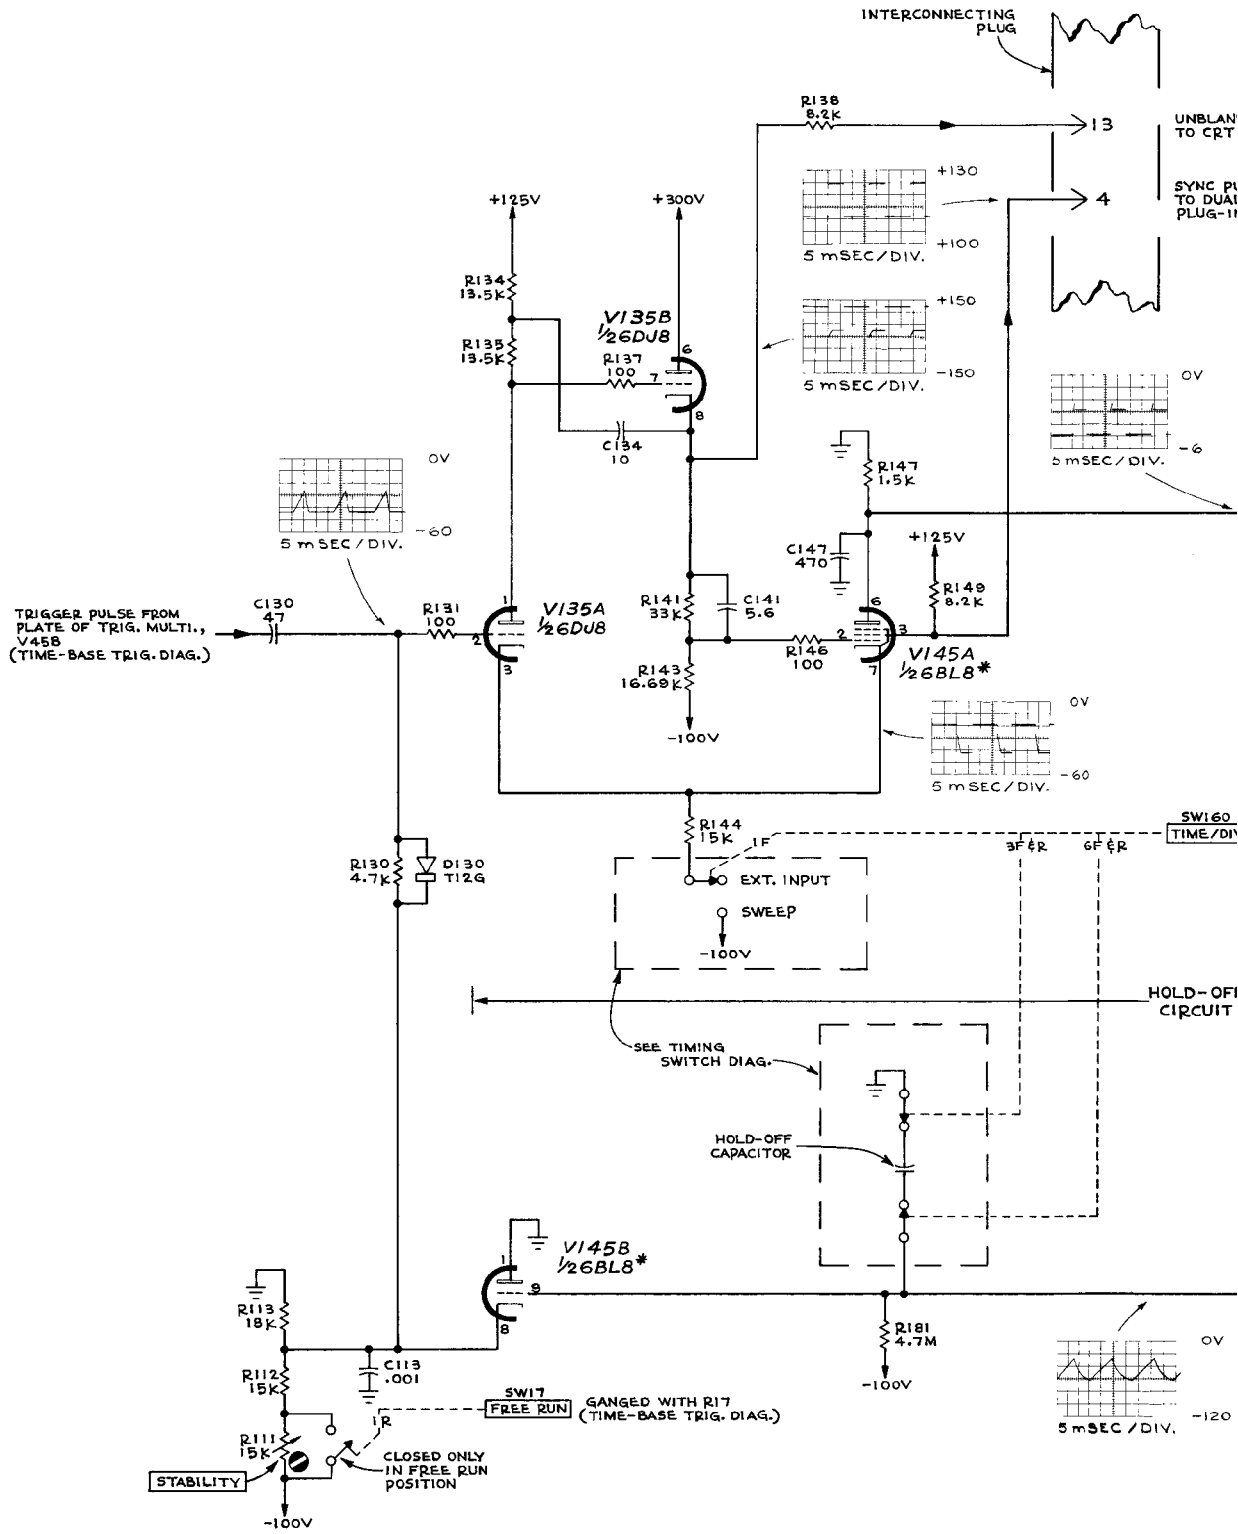 INTERCONNECTING
PLUG
R138
8.2K
13
UNBLAN
TO CRT
+130
+100
5 mSEC/DIV.
4
SYNC PU
TO DUAL
PLUG-IN
+125V
+300V
R134
13.5K
R135
13.5K
V135B
1/2 6DU8
6
R137
100
7
8
C134
10
+150
-150
5 mSEC/DIV.
0V
-6
5 mSEC/DIV.
R147
1.5K
0V
-60
5 mSEC/DIV.
C147
470
+125V
R149
8.2K
TRIGGER PULSE FROM
PLATE OF TRIG. MULTI.,
V45B
(TIME-BASE TRIG. DIAG.)
C130
47
R131
100
1
2
3
V135A
1/2 6DU8
R141
33K
C141
5.6
R143
16.69K
-100V
R146
100
6
2
3
7
V145A
1/2 6BL8*
0V
-60
5 mSEC/DIV.
R144
15K
1F
SW160
TIME/DIV
3F&R
6F&R
R130
4.7K
D130
T12G
EXT. INPUT
SWEEP
-100V
HOLD-OFF
CIRCUIT
SEE TIMING
SWITCH DIAG.
HOLD-OFF
CAPACITOR
V145B
1/2 6BL8*
1
9
8
R113
18K
C113
.001
R112
15K
R181
4.7M
-100V
0V
-120
5 mSEC/DIV.
SW17
FREE RUN
GANGED WITH R17
(TIME-BASE TRIG. DIAG.)
1R
R111
15K
CLOSED ONLY
IN FREE RUN
POSITION
STABILITY
-100V